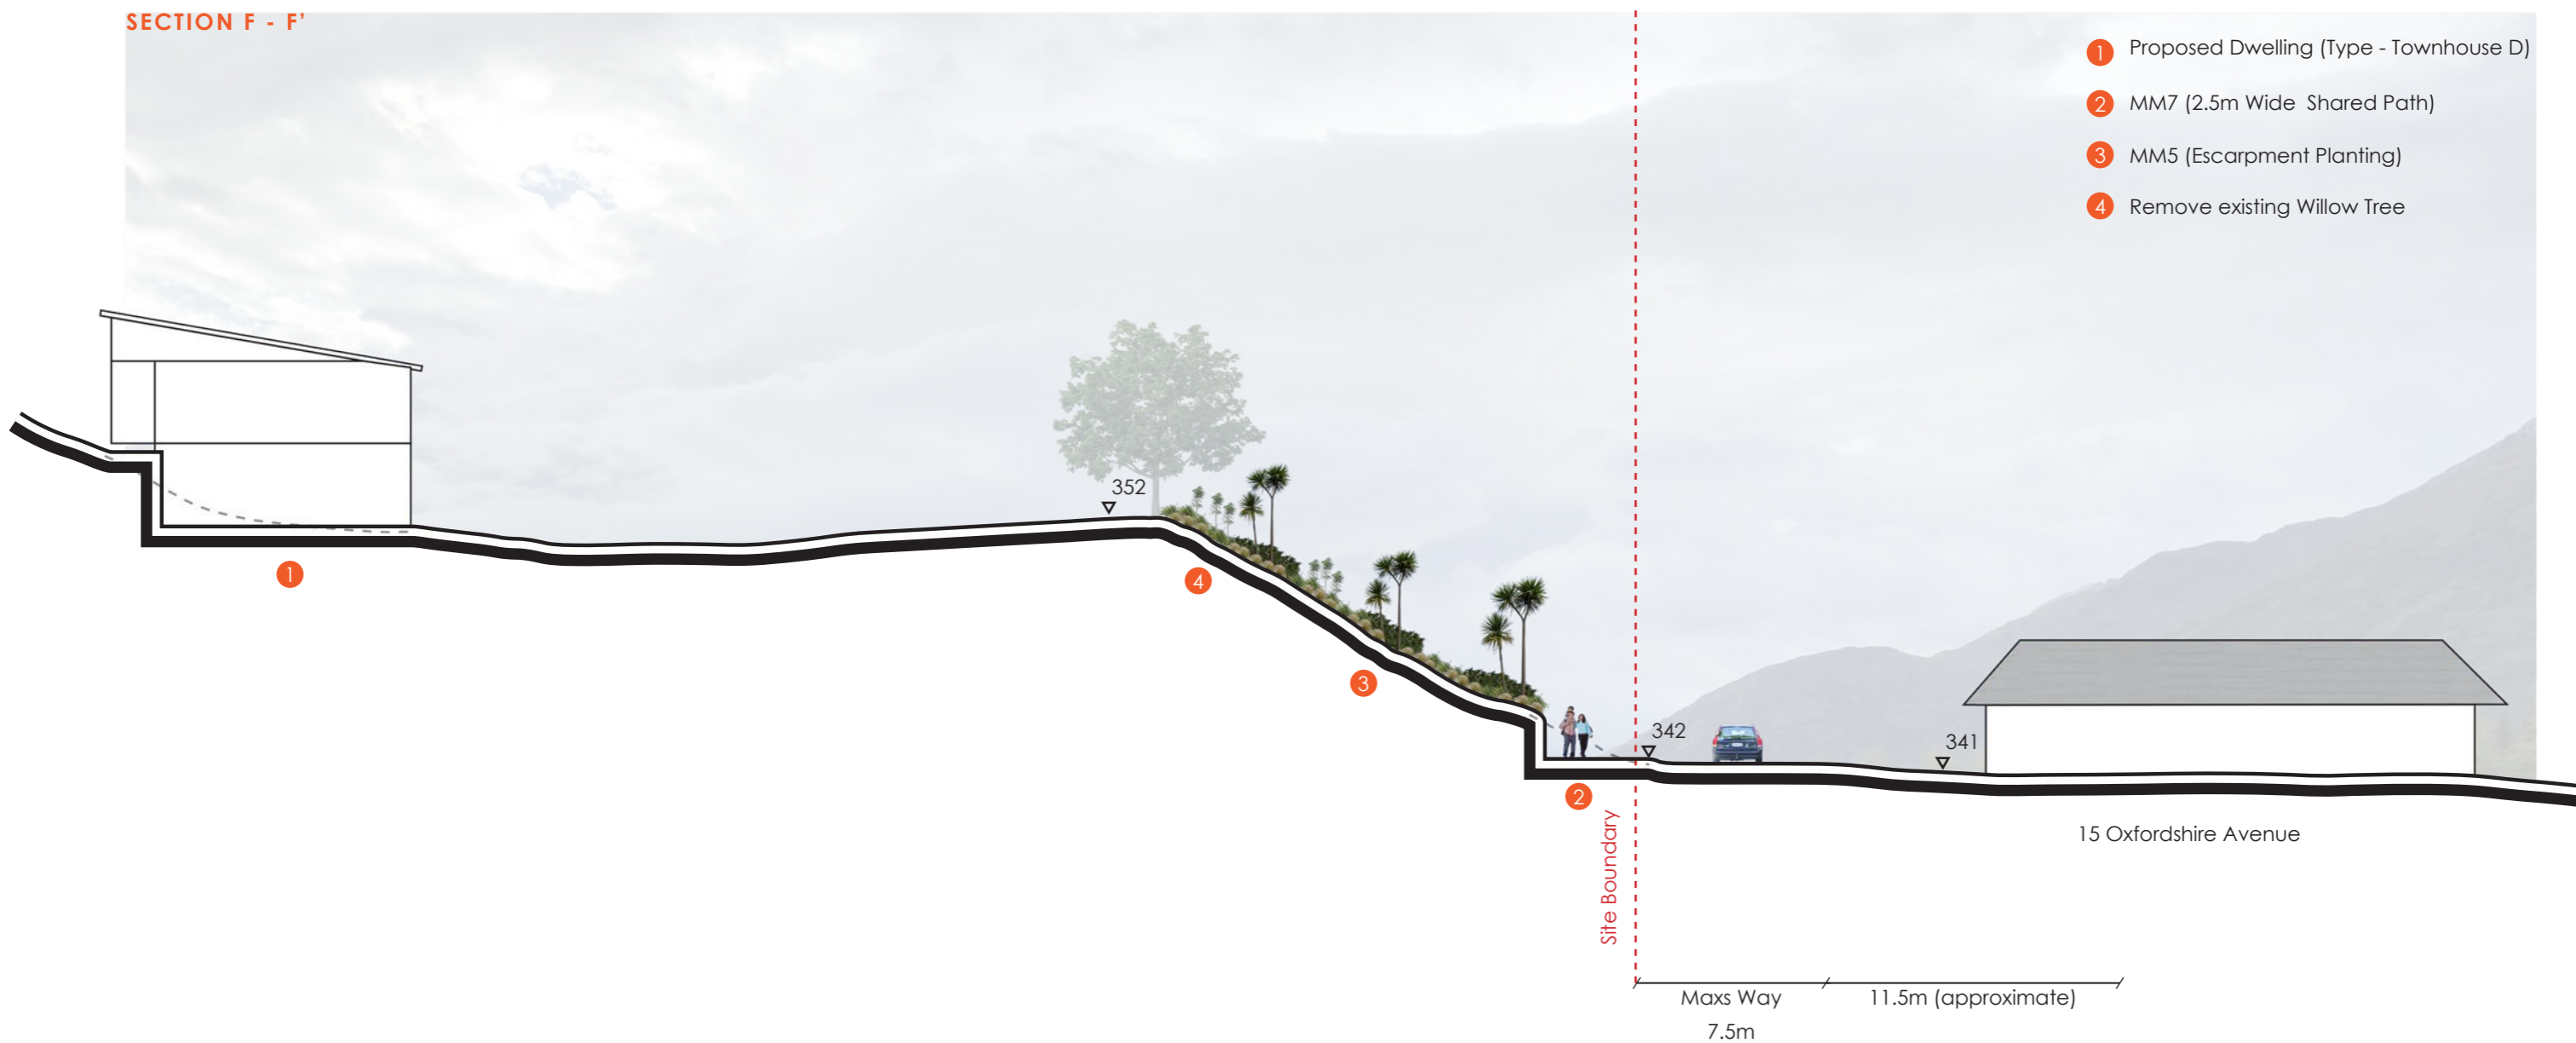 SECTION F - F'
1 Proposed Dwelling (Type - Townhouse D)
2 MM7 (2.5m Wide Shared Path)
3 MM5 (Escarpment Planting)
4 Remove existing Willow Tree
352
1
4
3
342
341
2
15 Oxfordshire Avenue
Site Boundary
Maxs Way
11.5m (approximate)
7.5m